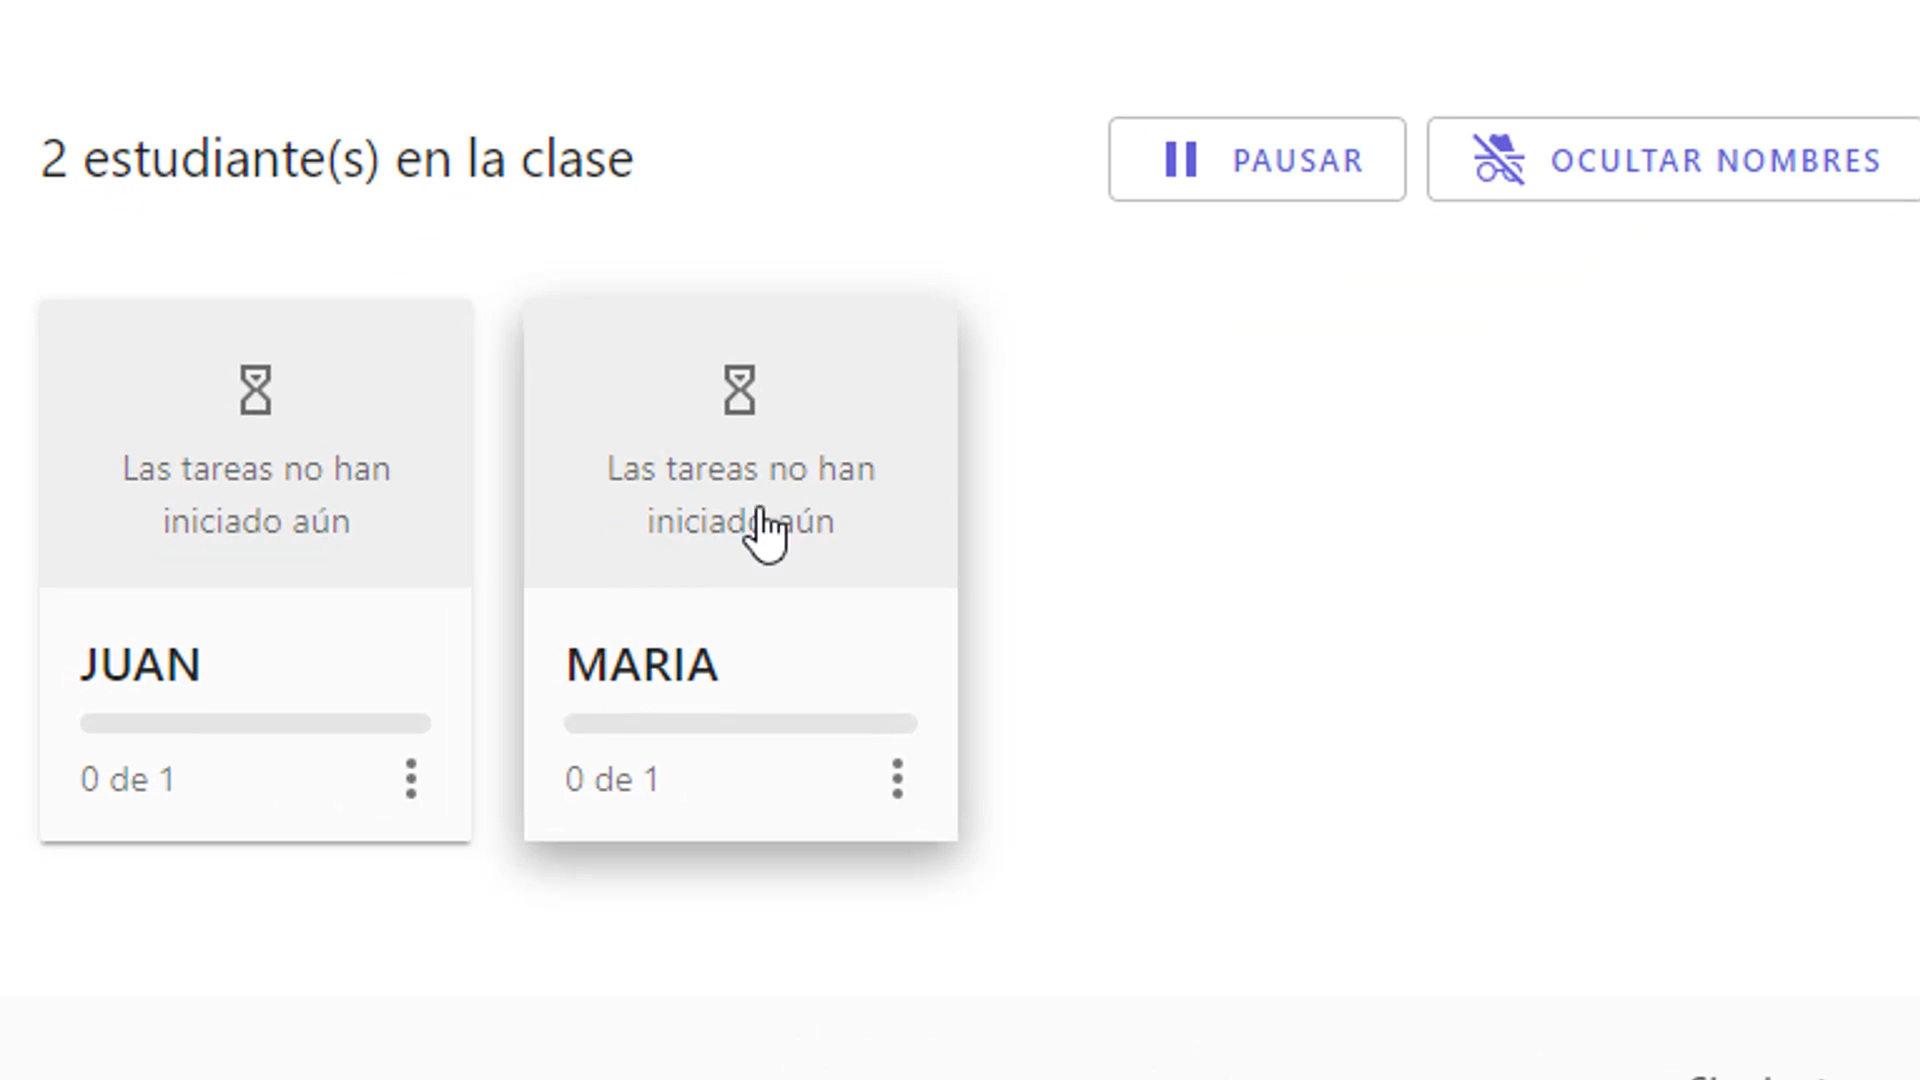 2 estudiante(s) en la clase
PAUSAR
OCULTAR NOMBRES
Las tareas no han
iniciado aún
JUAN
0 de 1
Las tareas no han
iniciado aún
MARIA
0 de 1